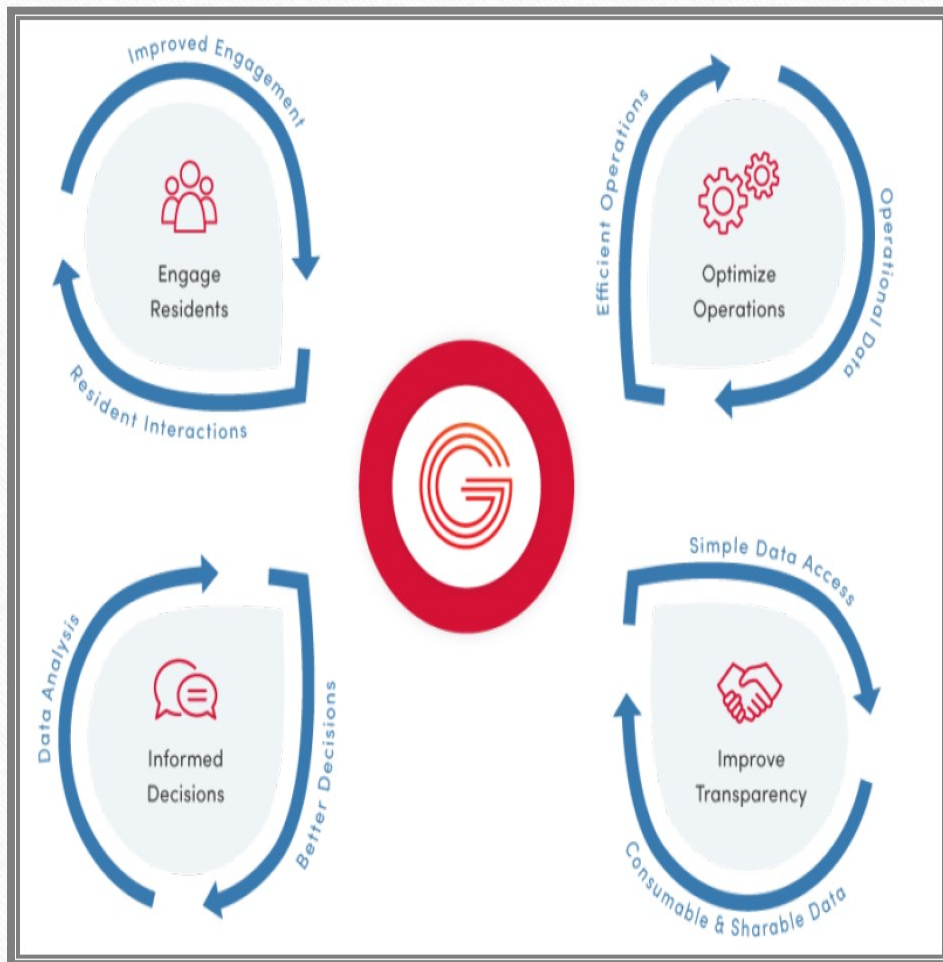 Improved Engagement
Engage
Residents
Resident Interactions
Efficient Operations
Optimize
Operations
Operational Data
G
Data Analysis
Informed
Decisions
Better Decisions
Simple Data Access
Improve
Transparency
Consumable & Sharable Data